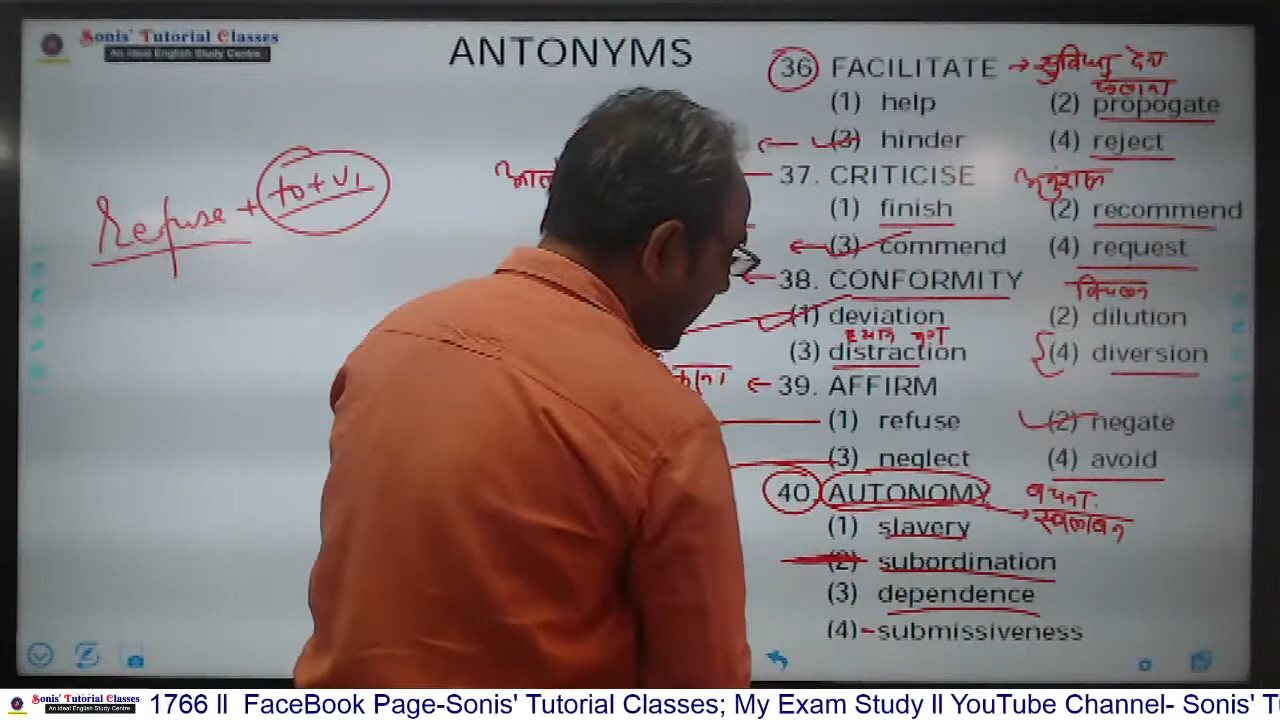 Sonis' Tutorial Classes
An Ideal English Study Centre
ANTONYMS
Refuse + to + V1
36 FACILITATE → सुविधा देना
फैलाना
(1) help (2) propogate
(3) hinder (4) reject
37. CRITICISE
(1) finish (2) recommend
(3) commend (4) request
38. CONFORMITY
(1) deviation (2) dilution
(3) distraction (4) diversion
39. AFFIRM
(1) refuse (2) negate
(3) neglect (4) avoid
40. AUTONOMY
(1) slavery
(2) subordination
(3) dependence
(4) submissiveness
Sonis' Tutorial Classes
An Ideal English Study Centre
1766 ll FaceBook Page-Sonis' Tutorial Classes; My Exam Study ll YouTube Channel- Sonis' T